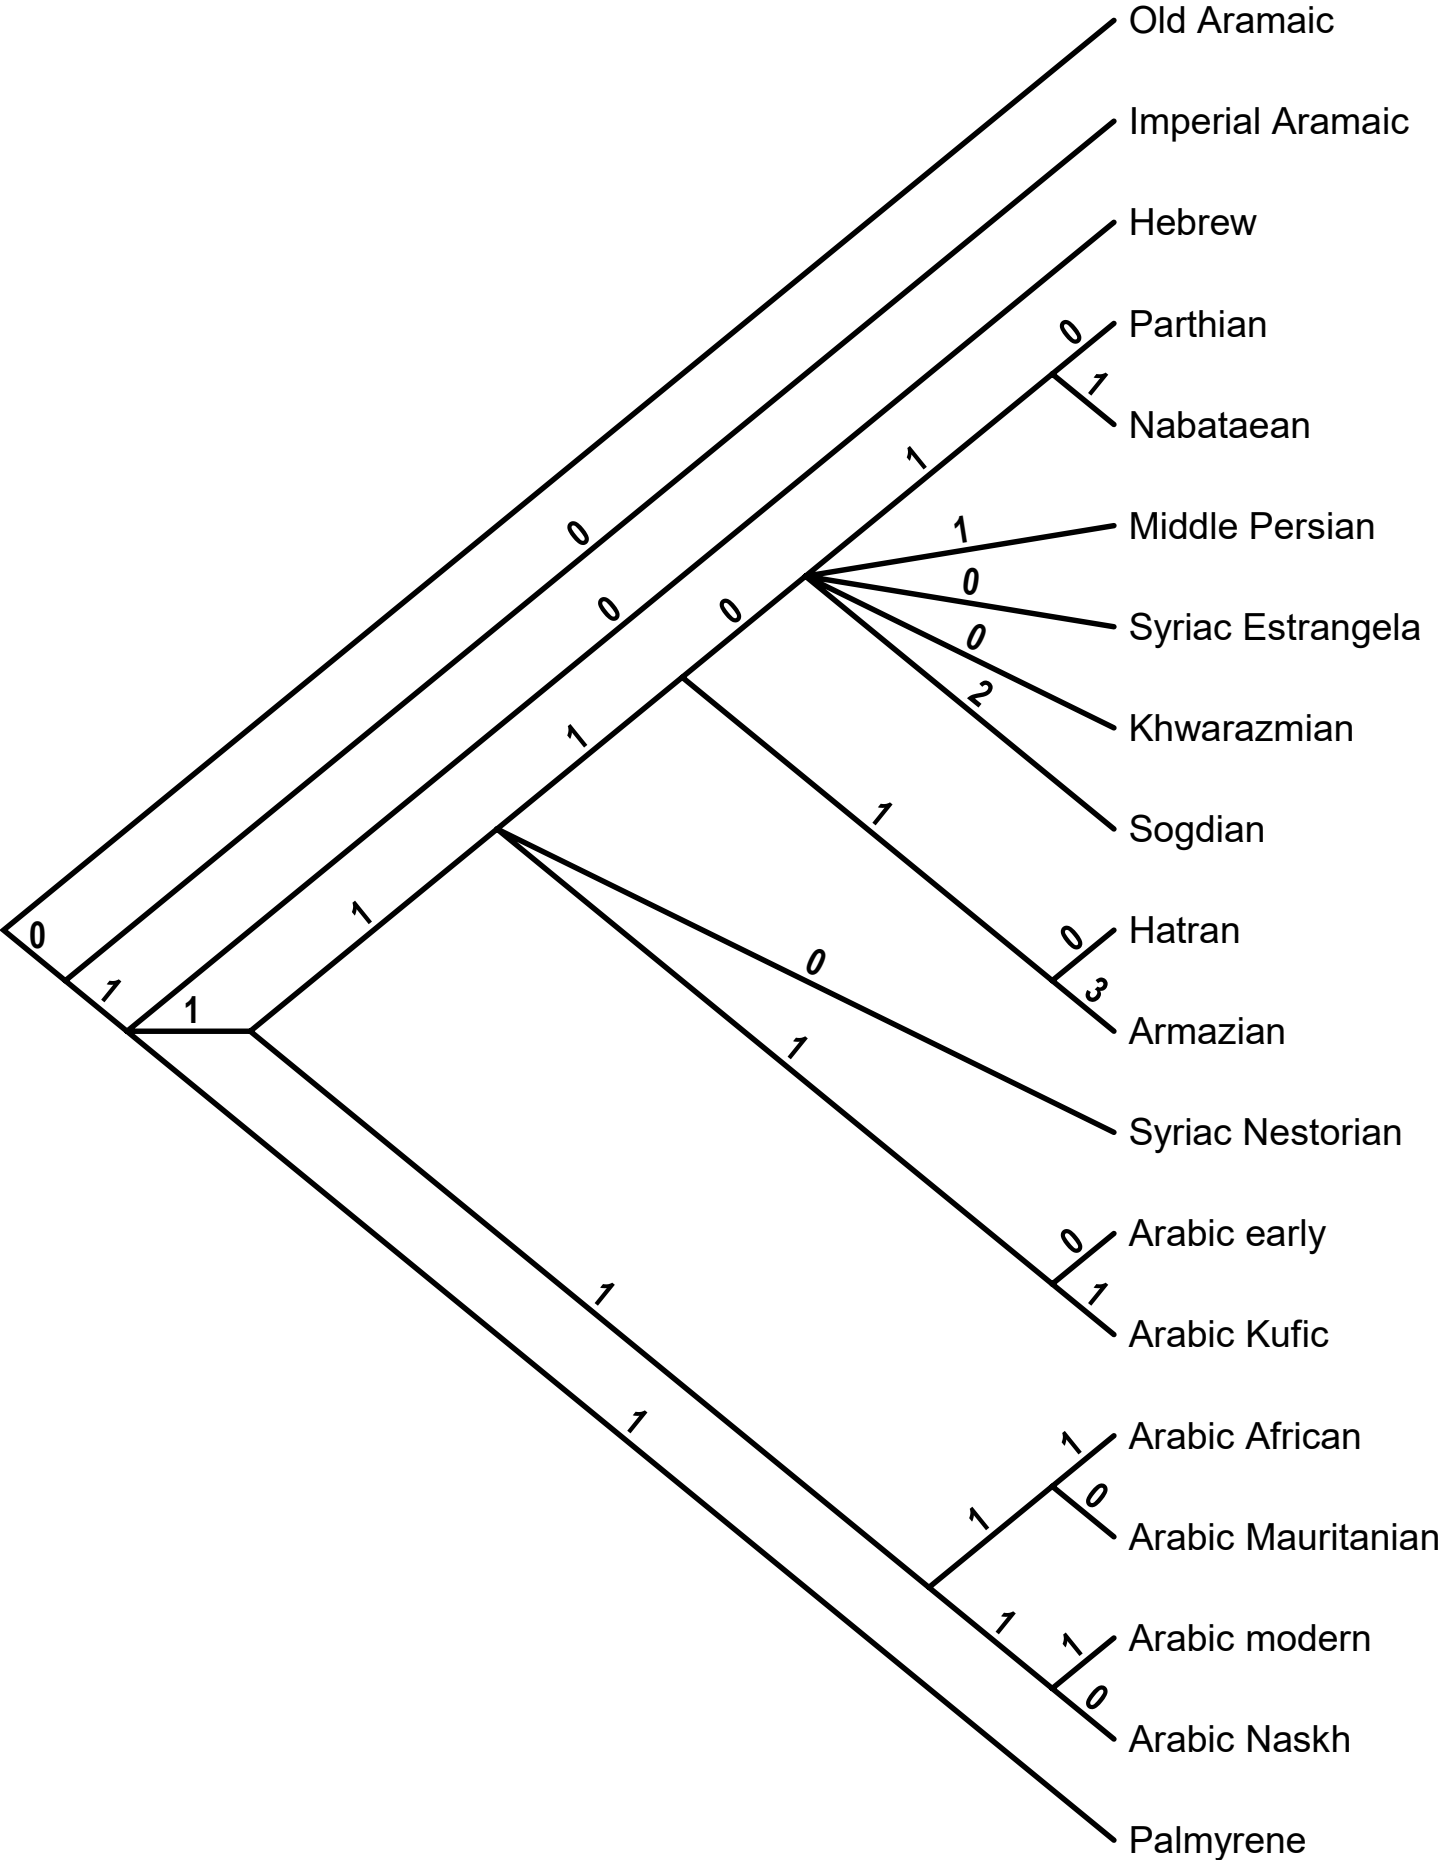 Old Aramaic
Imperial Aramaic
Hebrew
0
Parthian
1
Nabataean
1
1
Middle Persian
0
0
Syriac Estrangela
0
0
0
Khwarazmian
2
1
Sogdian
1
1
0
Hatran
0
0
3
Armazian
1
1
1
Syriac Nestorian
0
Arabic early
1
1
Arabic Kufic
1
1
Arabic African
0
1
Arabic Mauritanian
1
1
Arabic modern
0
Arabic Naskh
Palmyrene